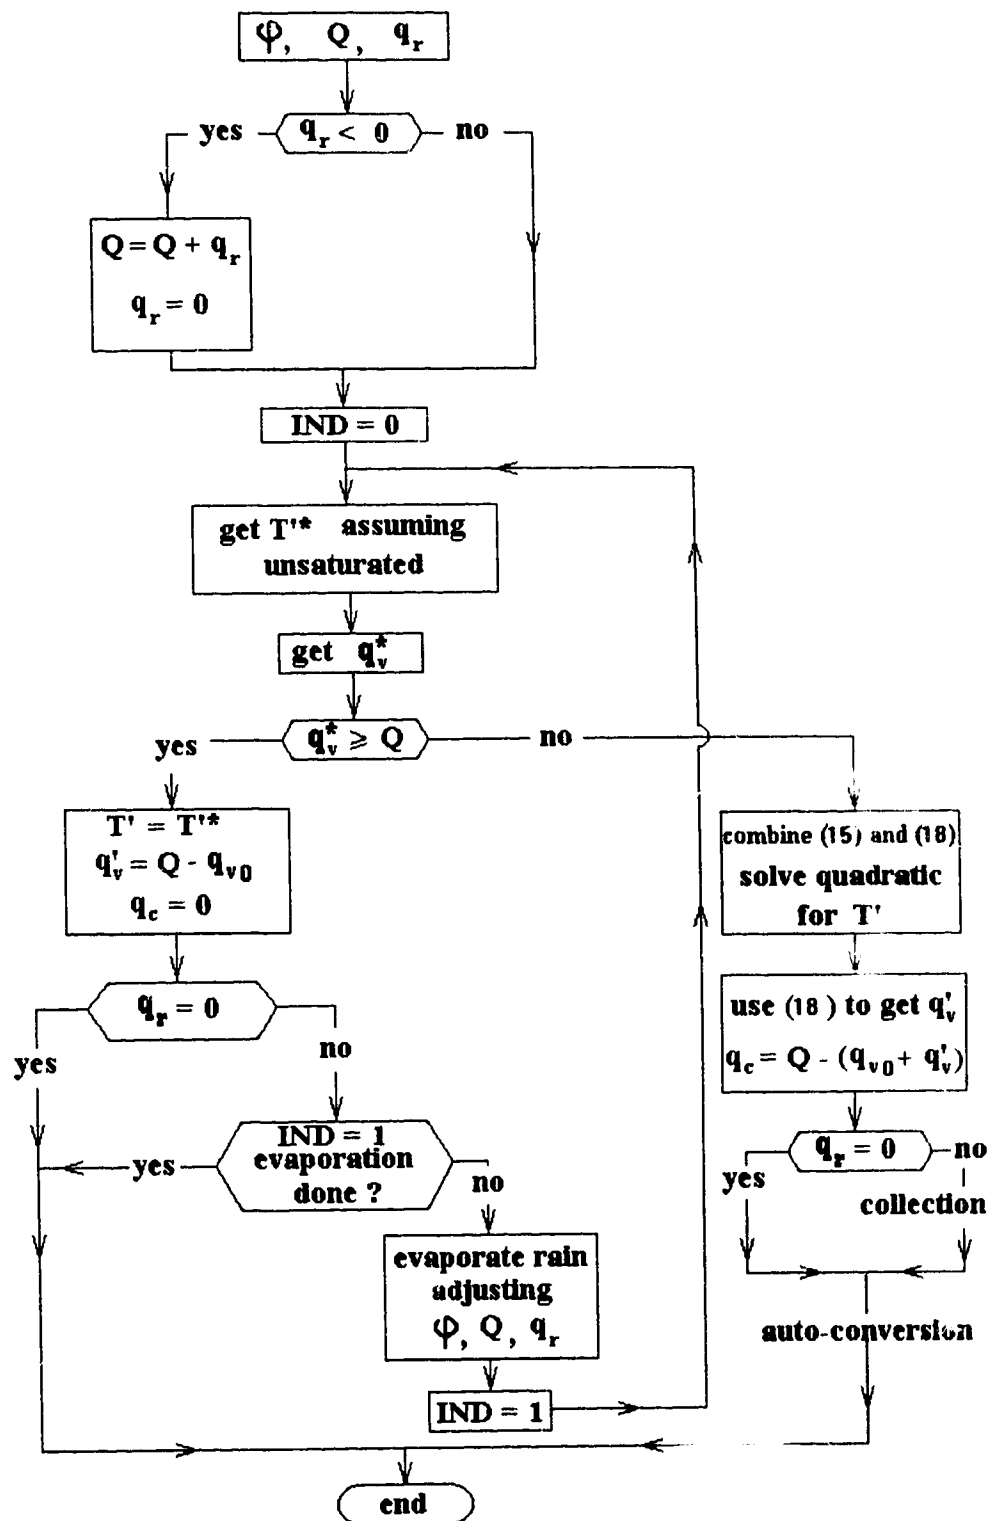 φ, Q, q_r
q_r < 0
yes
no
Q = Q + q_r
q_r = 0
IND = 0
get T'* assuming
unsaturated
get q_v^*
q_v^* ⩾ Q
yes
no
T' = T'*
q'_v = Q - q_v0
q_c = 0
combine (15) and (18)
solve quadratic
for T'
use (18) to get q'_v
q_c = Q - (q_v0 + q'_v)
q_r = 0
yes
no
IND = 1
evaporation
done ?
yes
no
q_r = 0
yes
no
collection
evaporate rain
adjusting
φ, Q, q_r
auto-conversion
IND = 1
end